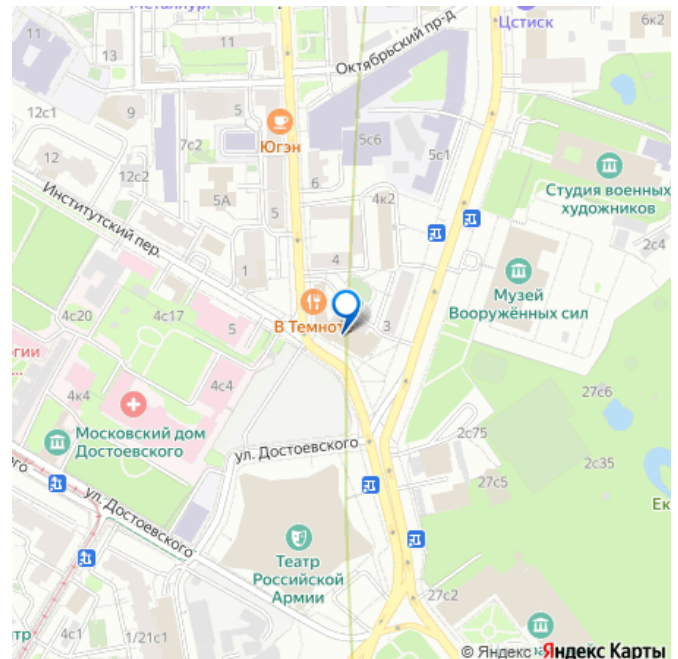 Металлург
Цстиск
6к2
11
13
11
Октябрьский пр-д
12с1
9
5
Югэн
7с2
5с6
5с1
12
12с2
5А
5
6
4к2
Студия военных
художников
Институтский пер.
2с4
1
4
Музей
Вооружённых сил
В Темнот
3
4с20
4с17
5
27с6
4с4
4к4
Московский дом
Достоевского
ул. Достоевского
2с75
2с35
27с5
Ек
ул. Достоевского
Театр
Российской
Армии
27с2
4с1
1/21с1
© Яндекс
Яндекс Карты